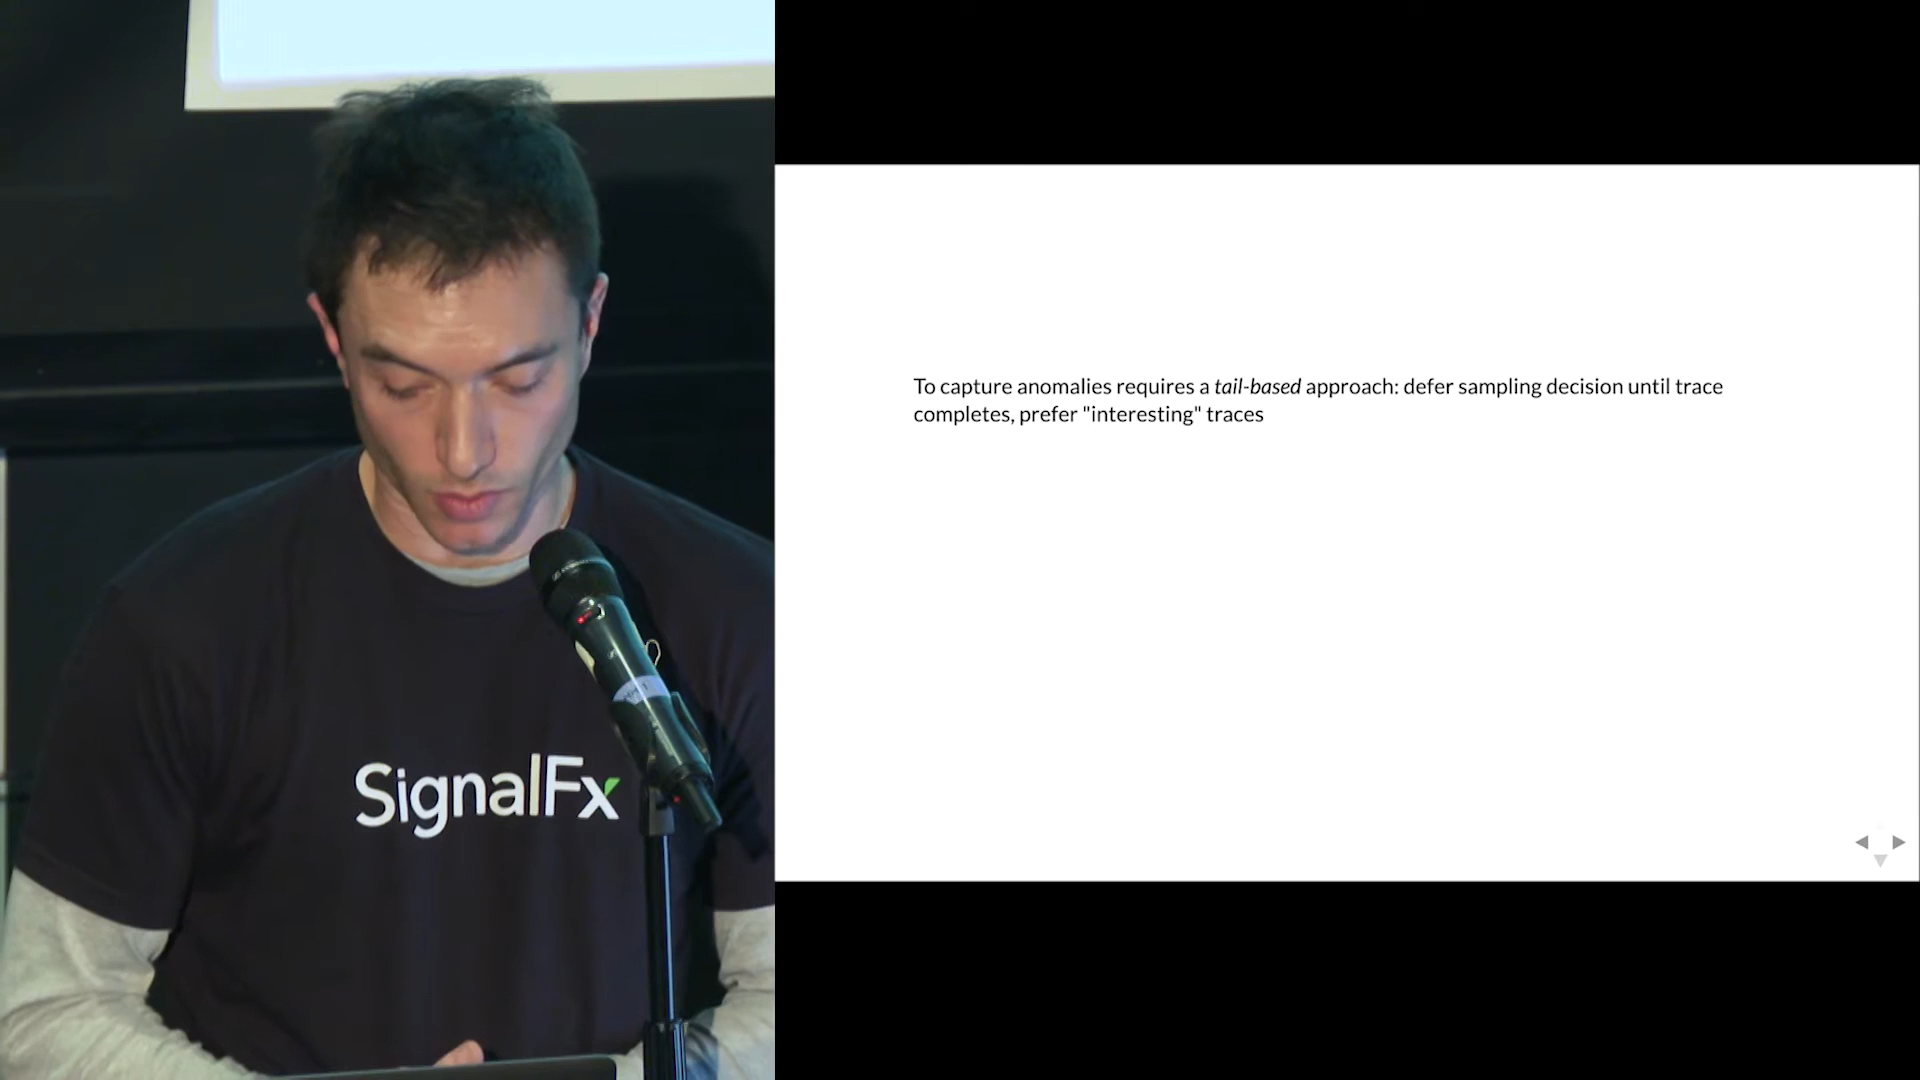 SignalFx
To capture anomalies requires a tail-based approach: defer sampling decision until trace
completes, prefer "interesting" traces